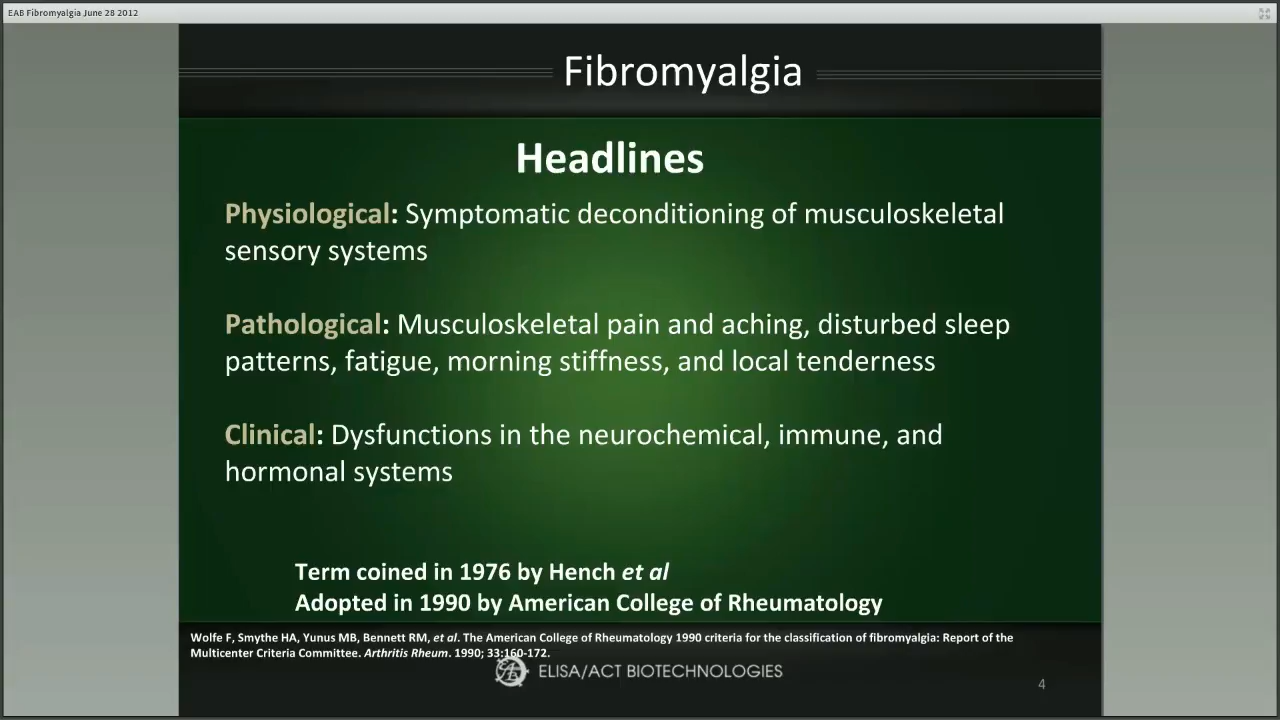 EAB Fibromyalgia June 28 2012
Fibromyalgia
Headlines
Physiological: Symptomatic deconditioning of musculoskeletal
sensory systems
Pathological: Musculoskeletal pain and aching, disturbed sleep
patterns, fatigue, morning stiffness, and local tenderness
Clinical: Dysfunctions in the neurochemical, immune, and
hormonal systems
Term coined in 1976 by Hench et al
Adopted in 1990 by American College of Rheumatology
Wolfe F, Smythe HA, Yunus MB, Bennett RM, et al. The American College of Rheumatology 1990 criteria for the classification of fibromyalgia: Report of the
Multicenter Criteria Committee. Arthritis Rheum. 1990; 33:160-172.
ELISA/ACT BIOTECHNOLOGIES
4